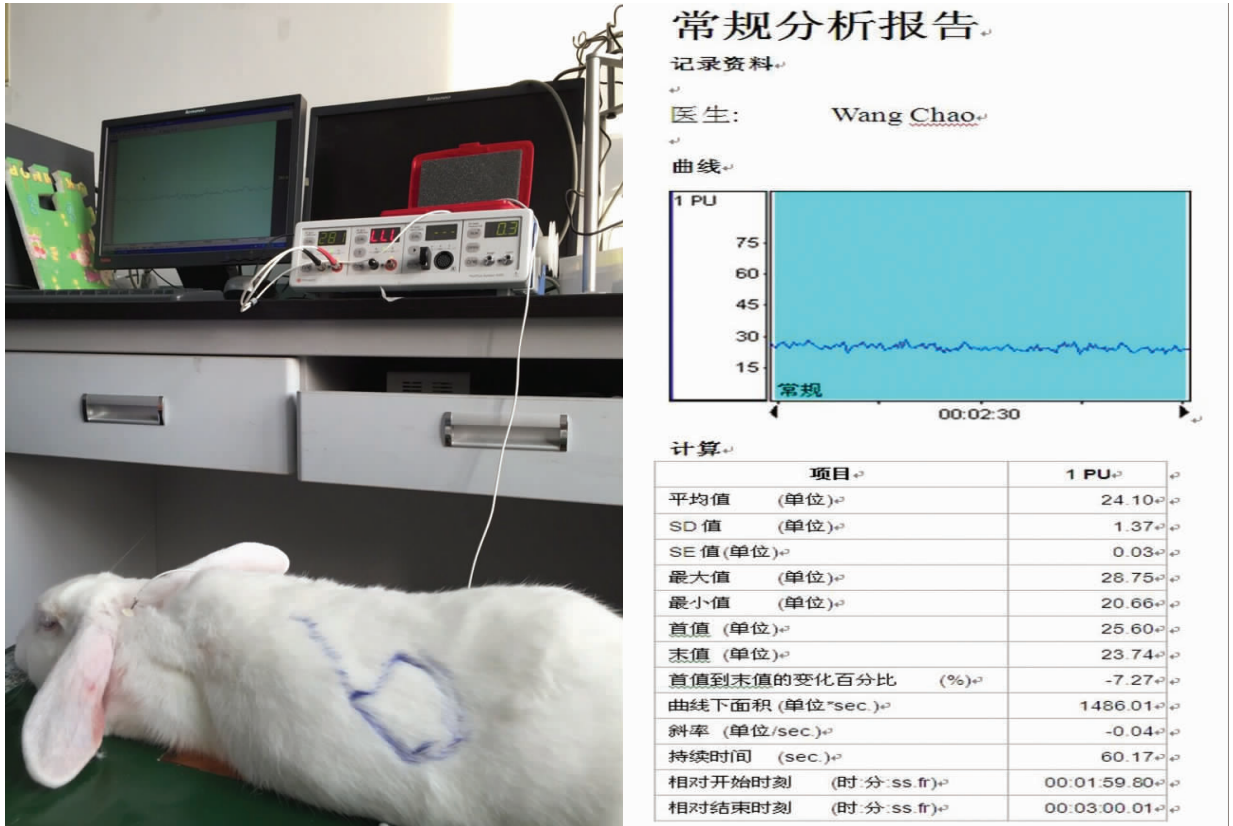 281
LLL
---
0.3
常规分析报告
记录资料
医生: Wang Chao
曲线
1 PU
75
60
45
30
15
常规
00:02:30
计算
项目 1 PU
平均值 (单位) 24.10
SD 值 (单位) 1.37
SE 值(单位) 0.03
最大值 (单位) 28.75
最小值 (单位) 20.66
首值 (单位) 25.60
末值 (单位) 23.74
首值到末值的变化百分比 (%) -7.27
曲线下面积 (单位*sec.) 1486.01
斜率 (单位/sec.) -0.04
持续时间 (sec.) 60.17
相对开始时刻 (时:分:ss.fr) 00:01:59.80
相对结束时刻 (时:分:ss.fr) 00:03:00.01